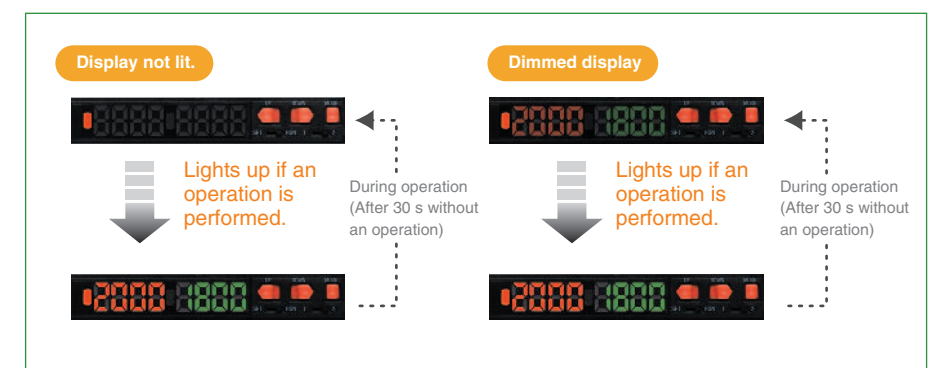 Display not lit.
Dimmed display
2000 1800
Lights up if an
operation is
performed.
During operation
(After 30 s without
an operation)
Lights up if an
operation is
performed.
During operation
(After 30 s without
an operation)
2000 1800
2000 1800